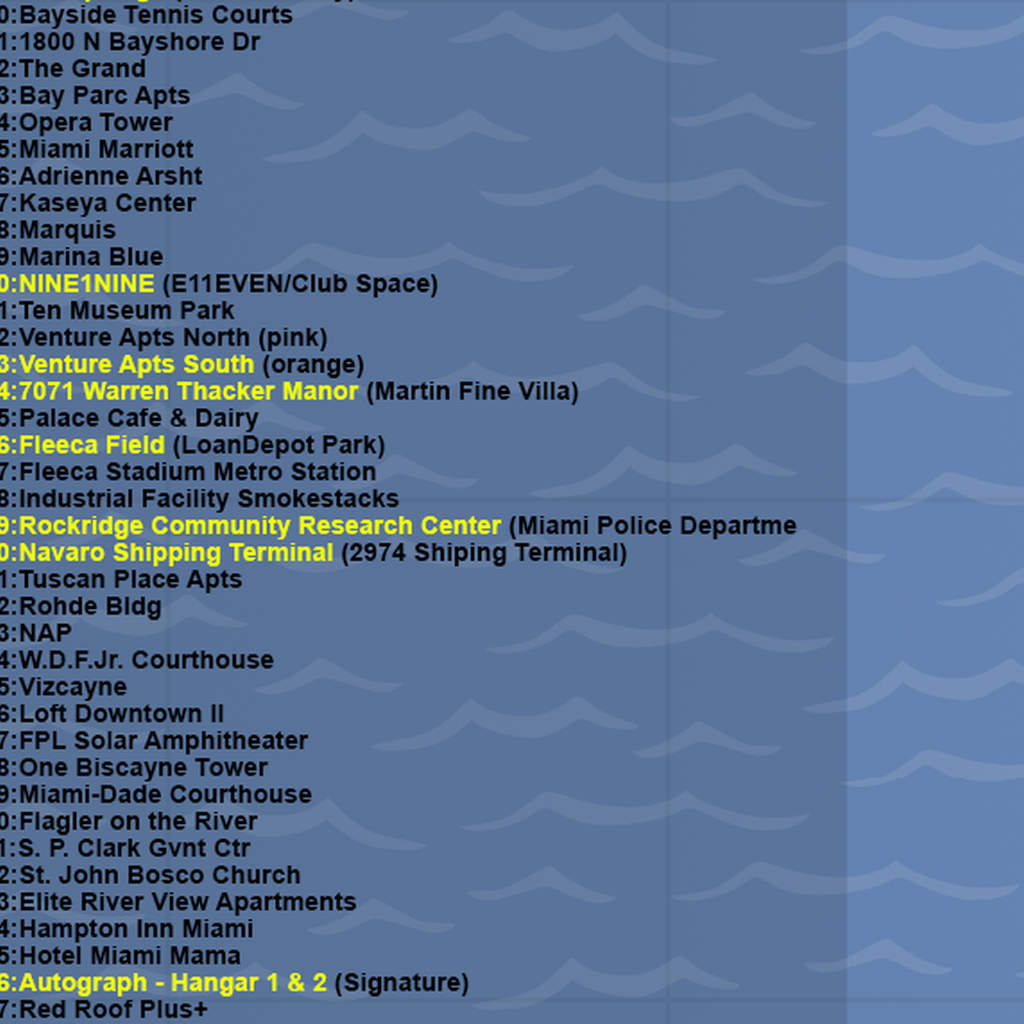 0:Bayside Tennis Courts
1:1800 N Bayshore Dr
2:The Grand
3:Bay Parc Apts
4:Opera Tower
5:Miami Marriott
6:Adrienne Arsht
7:Kaseya Center
8:Marquis
9:Marina Blue
0:NINE1NINE (E11EVEN/Club Space)
1:Ten Museum Park
2:Venture Apts North (pink)
3:Venture Apts South (orange)
4:7071 Warren Thacker Manor (Martin Fine Villa)
5:Palace Cafe & Dairy
6:Fleeca Field (LoanDepot Park)
7:Fleeca Stadium Metro Station
8:Industrial Facility Smokestacks
9:Rockridge Community Research Center (Miami Police Departme
0:Navaro Shipping Terminal (2974 Shiping Terminal)
1:Tuscan Place Apts
2:Rohde Bldg
3:NAP
4:W.D.F.Jr. Courthouse
5:Vizcayne
6:Loft Downtown II
7:FPL Solar Amphitheater
8:One Biscayne Tower
9:Miami-Dade Courthouse
0:Flagler on the River
1:S. P. Clark Gvnt Ctr
2:St. John Bosco Church
3:Elite River View Apartments
4:Hampton Inn Miami
5:Hotel Miami Mama
6:Autograph - Hangar 1 & 2 (Signature)
7:Red Roof Plus+